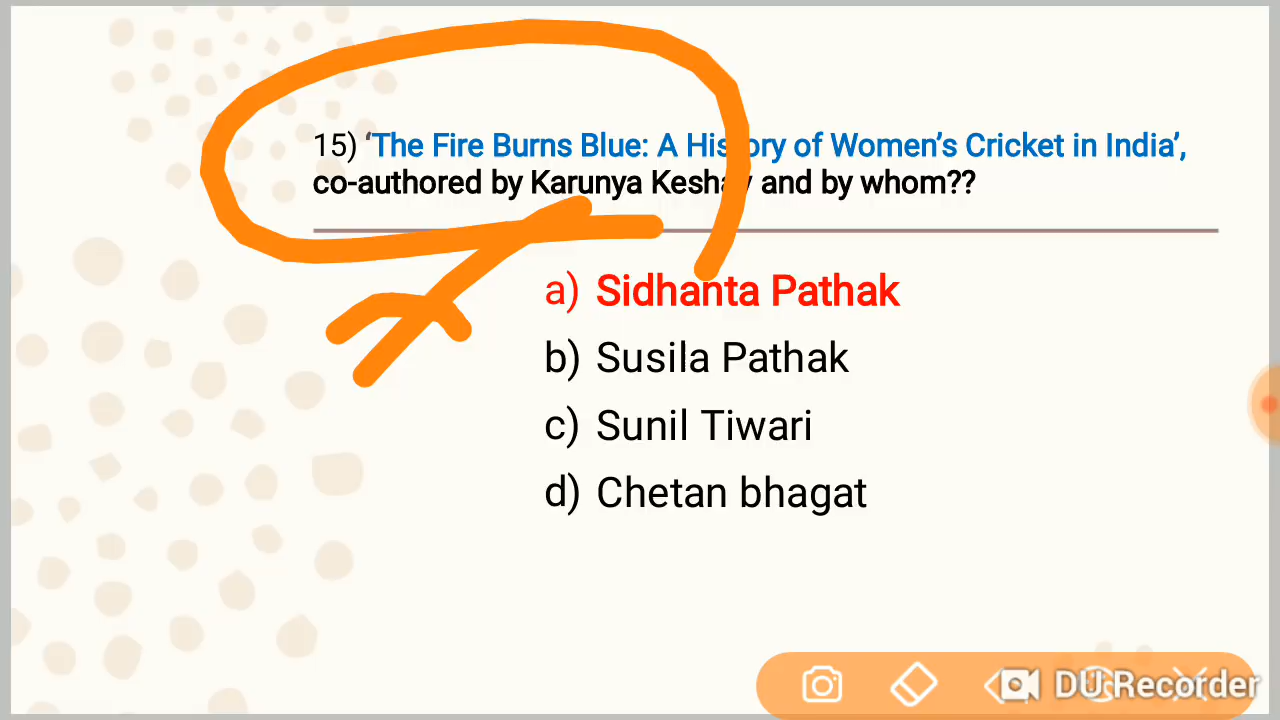 15) ‘The Fire Burns Blue: A History of Women’s Cricket in India’,
co-authored by Karunya Keshav and by whom??
a) Sidhanta Pathak
b) Susila Pathak
c) Sunil Tiwari
d) Chetan bhagat
DU Recorder